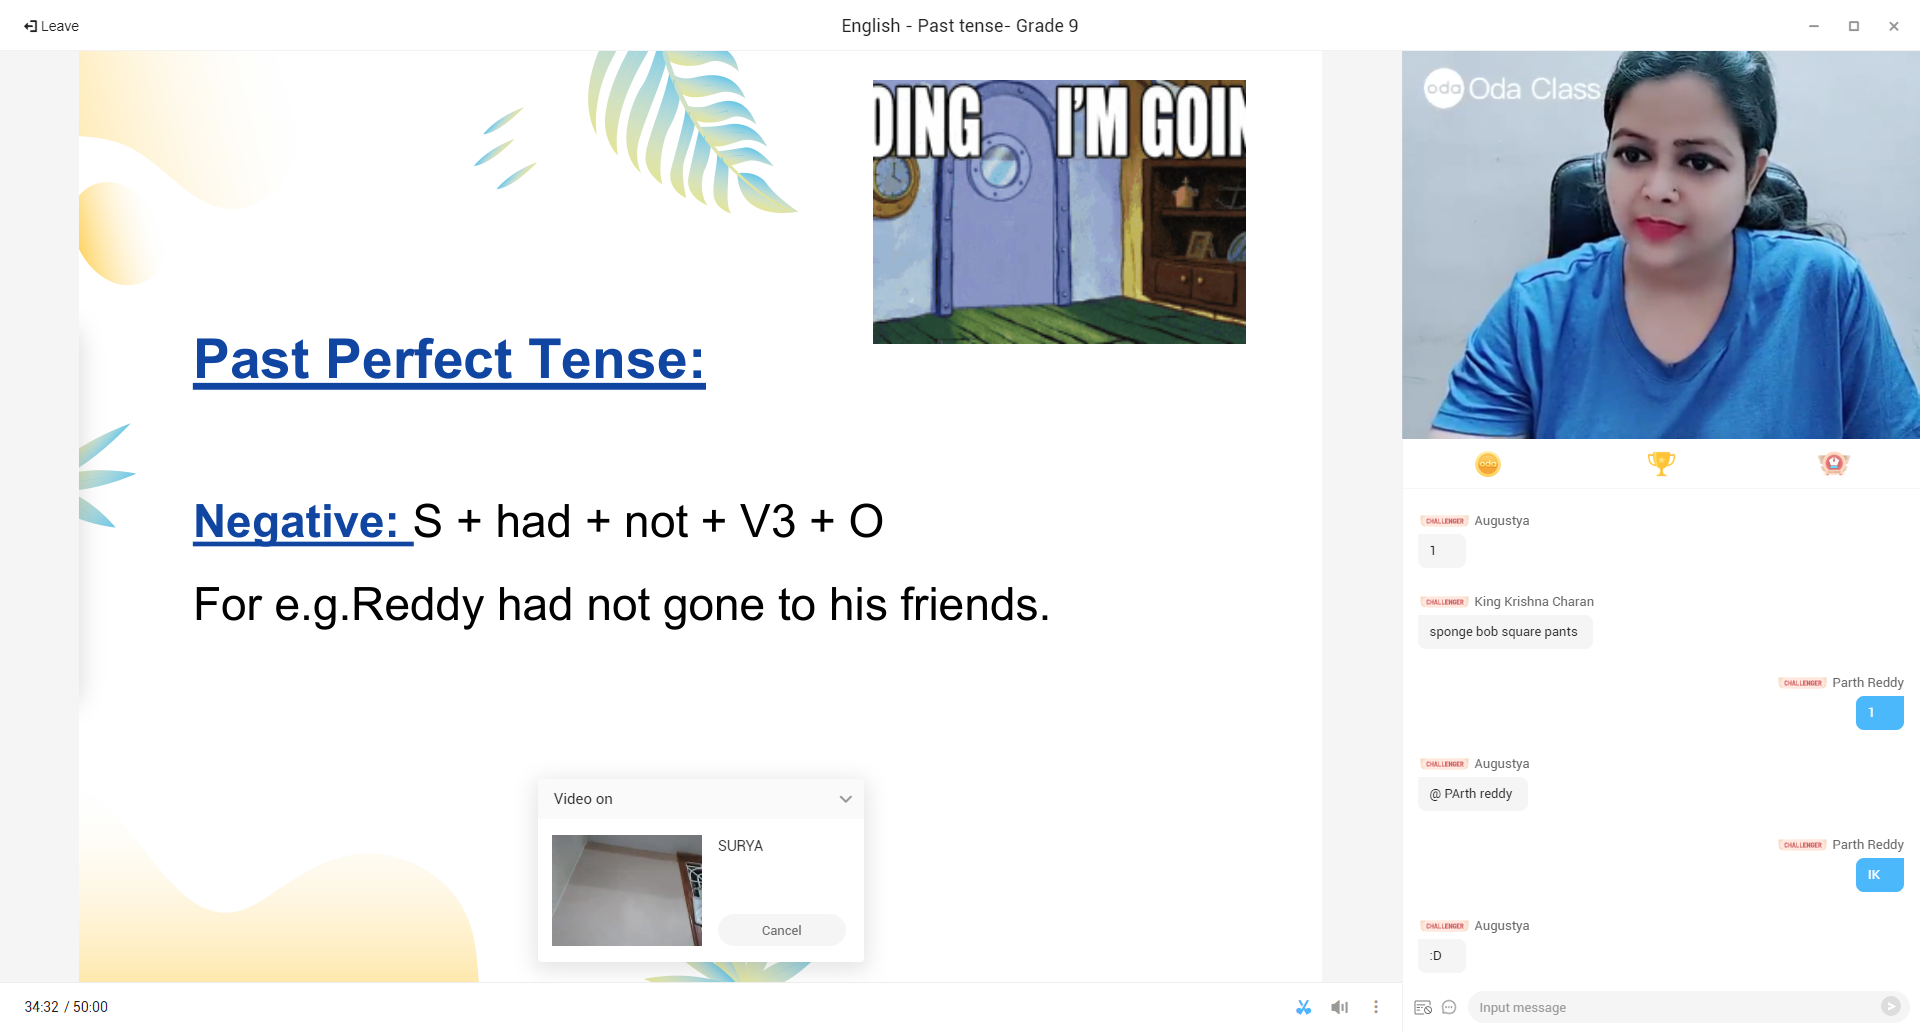 Leave
English - Past tense- Grade 9
OING I'M GOIN
oda Oda Class
Past Perfect Tense:
Negative: S + had + not + V3 + O
For e.g.Reddy had not gone to his friends.
Video on
SURYA
Cancel
34:32 / 50:00
oda
CHALLENGER Augustya
1
CHALLENGER King Krishna Charan
sponge bob square pants
CHALLENGER Parth Reddy
1
CHALLENGER Augustya
@ PArth reddy
CHALLENGER Parth Reddy
IK
CHALLENGER Augustya
:D
Input message